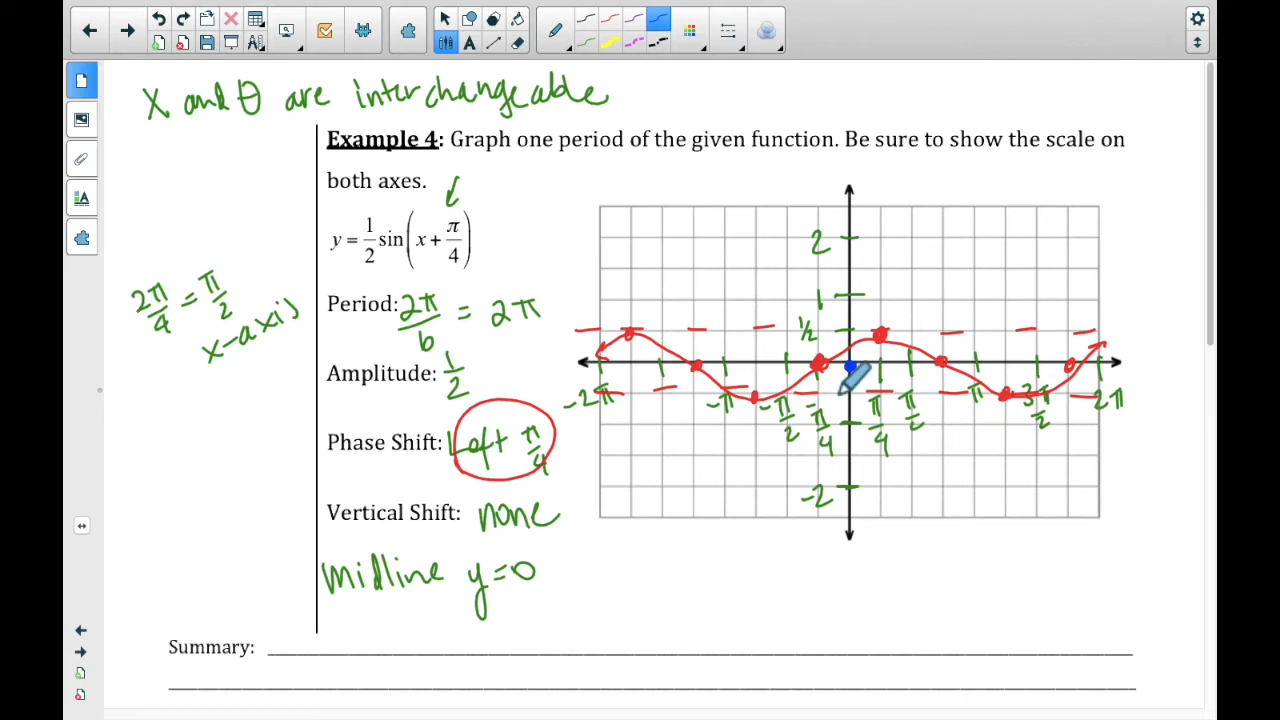 X and θ are interchangeable
Example 4: Graph one period of the given function. Be sure to show the scale on
both axes.
y = 1/2 sin(x + π/4)
2π/4 = π/2
x-axis
Period: 2π/b = 2π
Amplitude: 1/2
Phase Shift: Left π/4
Vertical Shift: none
midline y=0
2
1
1/2
-2π -π -π/2 -π/4 π/4 π/2 π 3π/2 2π
-2
Summary: